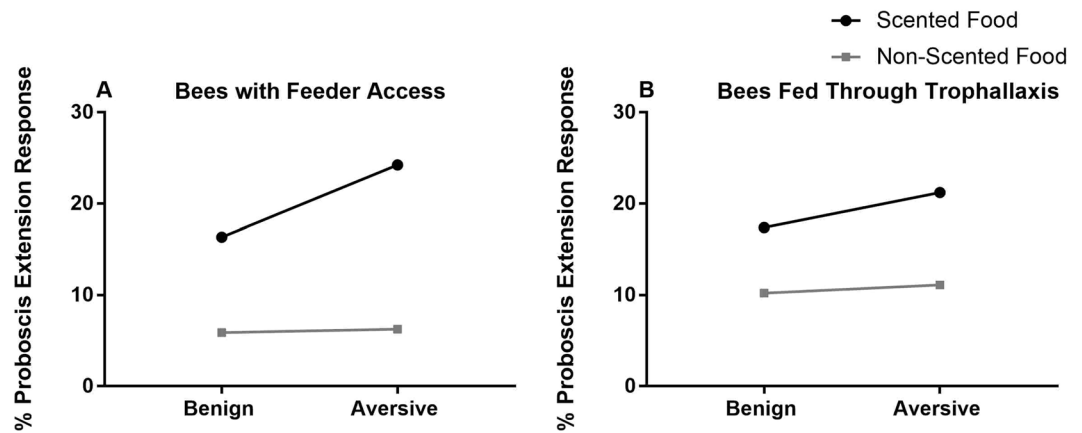 Scented Food
Non-Scented Food
A Bees with Feeder Access
% Proboscis Extension Response
30
20
10
0
Benign Aversive
B Bees Fed Through Trophallaxis
% Proboscis Extension Response
30
20
10
0
Benign Aversive